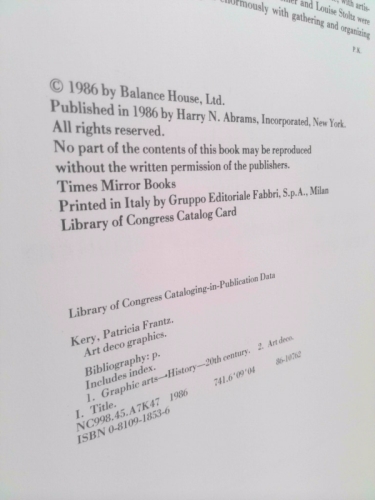 with artis-
and Louise Stoltz were
enormously with gathering and organizing
P.K.
© 1986 by Balance House, Ltd.
Published in 1986 by Harry N. Abrams, Incorporated, New York.
All rights reserved.
No part of the contents of this book may be reproduced
without the written permission of the publishers.
Times Mirror Books
Printed in Italy by Gruppo Editoriale Fabbri, S.p.A., Milan
Library of Congress Catalog Card
Library of Congress Cataloging-in-Publication Data
Kery, Patricia Frantz.
Art deco graphics.
Bibliography: p.
Includes index.
1. Graphic arts—History—20th century. 2. Art deco.
1. Title.
NC998.45.A7K47 1986 741.6'09'04 86-10762
ISBN 0-8109-1853-6